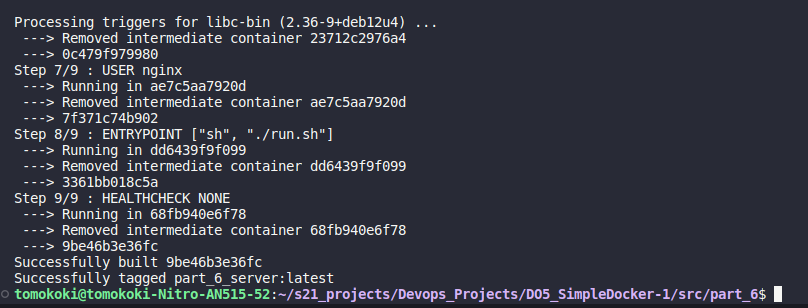 Processing triggers for libc-bin (2.36-9+deb12u4) ...
 ---> Removed intermediate container 23712c2976a4
 ---> 0c479f979980
Step 7/9 : USER nginx
 ---> Running in ae7c5aa7920d
 ---> Removed intermediate container ae7c5aa7920d
 ---> 7f371c74b902
Step 8/9 : ENTRYPOINT ["sh", "./run.sh"]
 ---> Running in dd6439f9f099
 ---> Removed intermediate container dd6439f9f099
 ---> 3361bb018c5a
Step 9/9 : HEALTHCHECK NONE
 ---> Running in 68fb940e6f78
 ---> Removed intermediate container 68fb940e6f78
 ---> 9be46b3e36fc
Successfully built 9be46b3e36fc
Successfully tagged part_6_server:latest
tomokoki@tomokoki-Nitro-AN515-52:~/s21_projects/Devops_Projects/DO5_SimpleDocker-1/src/part_6$